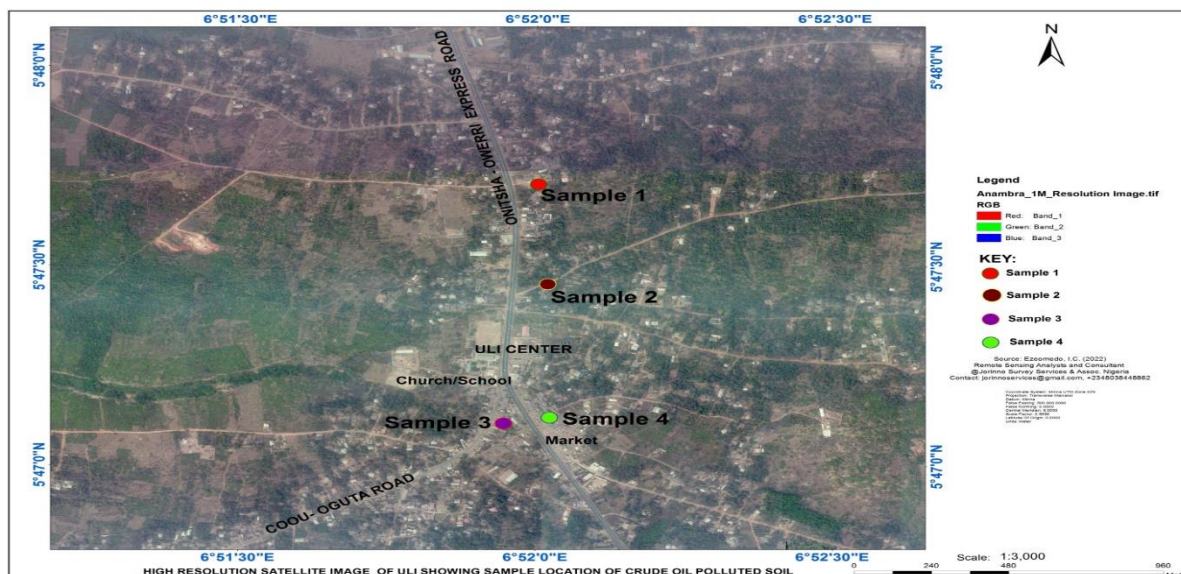 6°51'30"E 6°52'0"E 6°52'30"E
N
5°48'0"N
5°48'0"N
ONITSHA - OWERRI EXPRESS ROAD
Sample 1
Legend
Anambra_1M_Resolution Image.tif
RGB
Red: Band_1
Green: Band_2
Blue: Band_3
KEY:
Sample 1
Sample 2
Sample 3
Sample 4
5°47'30"N
5°47'30"N
Sample 2
ULI CENTER
Church/School
Sample 3
Sample 4
Market
Source: Ezeomedo, I.C. (2022)
Remote Sensing Analysis and Consultant
@Jorinno Survey Services & Assoc. Nigeria
Contact: jorinnoservices@gmail.com, +2348038448862
Projection: Transverse Mercator
Datum: Minna
5°47'0"N
5°47'0"N
COOU- OGUTA ROAD
6°51'30"E 6°52'0"E 6°52'30"E
Scale: 1:3,000
0 240 480 960
HIGH RESOLUTION SATELLITE IMAGE OF ULI SHOWING SAMPLE LOCATION OF CRUDE OIL POLLUTED SOIL